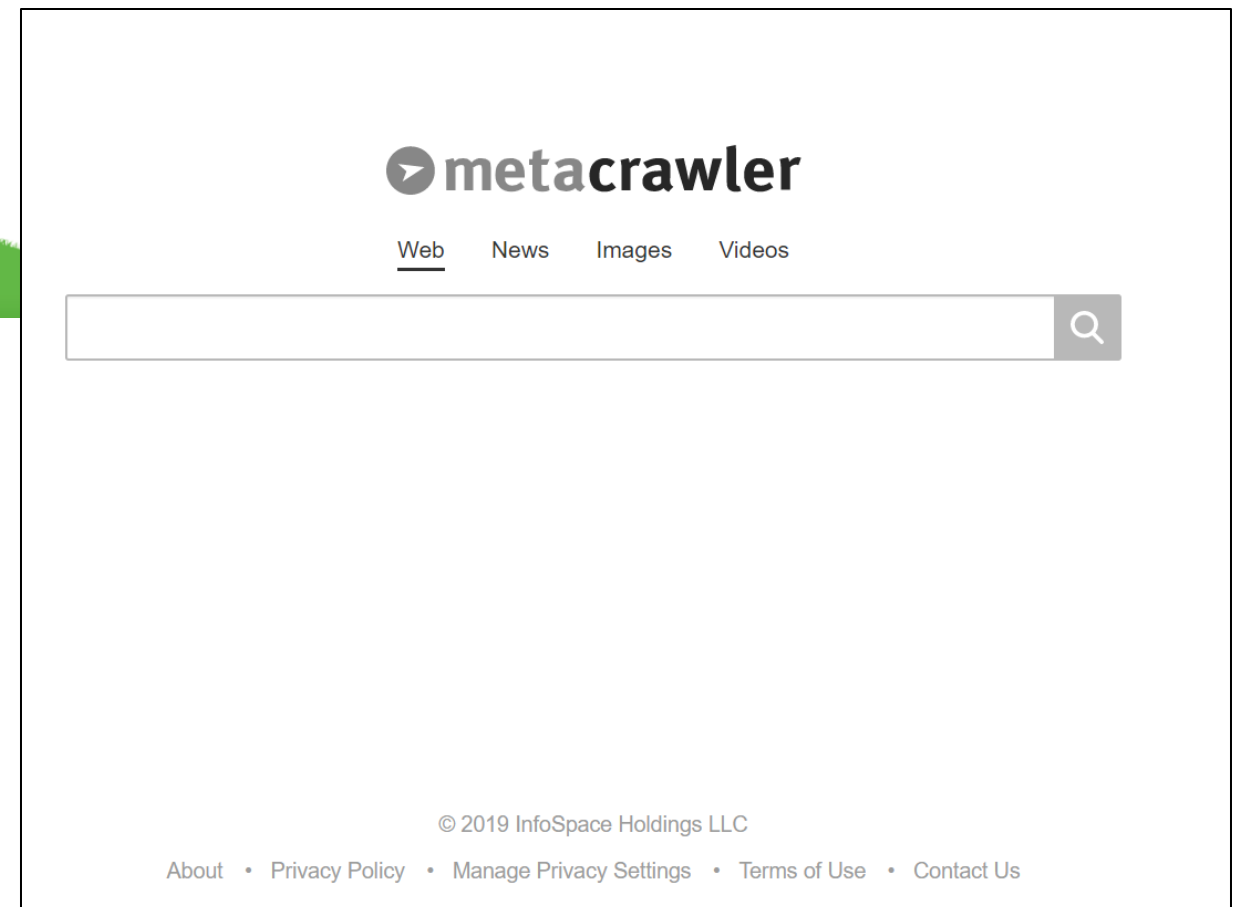 metacrawler
Web News Images Videos
© 2019 InfoSpace Holdings LLC
About • Privacy Policy • Manage Privacy Settings • Terms of Use • Contact Us